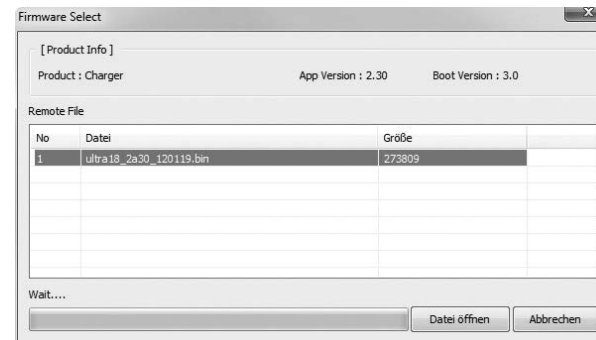 Firmware Select
[ Product Info ]
Product : Charger App Version : 2.30 Boot Version : 3.0
Remote File
No Datei Größe
1 ultra18_2a30_120119.bin 273809
Wait....
Datei öffnen Abbrechen